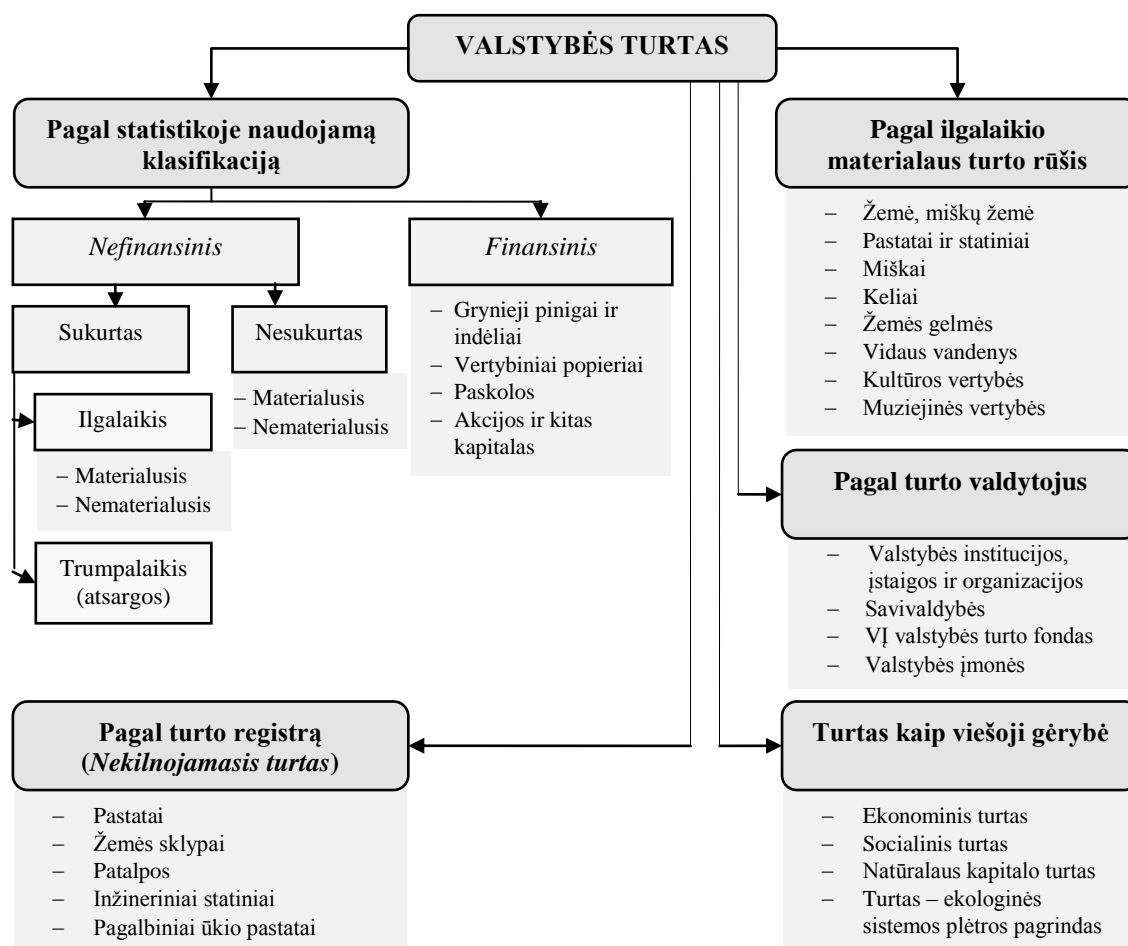 VALSTYBĖS TURTAS
Pagal statistikoje naudojamą
klasifikaciją
Nefinansinis
Finansinis
Sukurtas
Nesukurtas
– Materialusis
– Nematerialusis
Ilgalaikis
– Materialusis
– Nematerialusis
Trumpalaikis
(atsargos)
– Grynieji pinigai ir
indėliai
– Vertybiniai popieriai
– Paskolos
– Akcijos ir kitas
kapitalas
Pagal ilgalaikio
materialaus turto rūšis
– Žemė, miškų žemė
– Pastatai ir statiniai
– Miškai
– Keliai
– Žemės gelmės
– Vidaus vandenys
– Kultūros vertybės
– Muziejinės vertybės
Pagal turto valdytojus
– Valstybės institucijos,
įstaigos ir organizacijos
– Savivaldybės
– VĮ valstybės turto fondas
– Valstybės įmonės
Pagal turto registrą
(Nekilnojamasis turtas)
– Pastatai
– Žemės sklypai
– Patalpos
– Inžineriniai statiniai
– Pagalbiniai ūkio pastatai
Turtas kaip viešoji gėrybė
– Ekonominis turtas
– Socialinis turtas
– Natūralaus kapitalo turtas
– Turtas – ekologinės
sistemos plėtros pagrindas